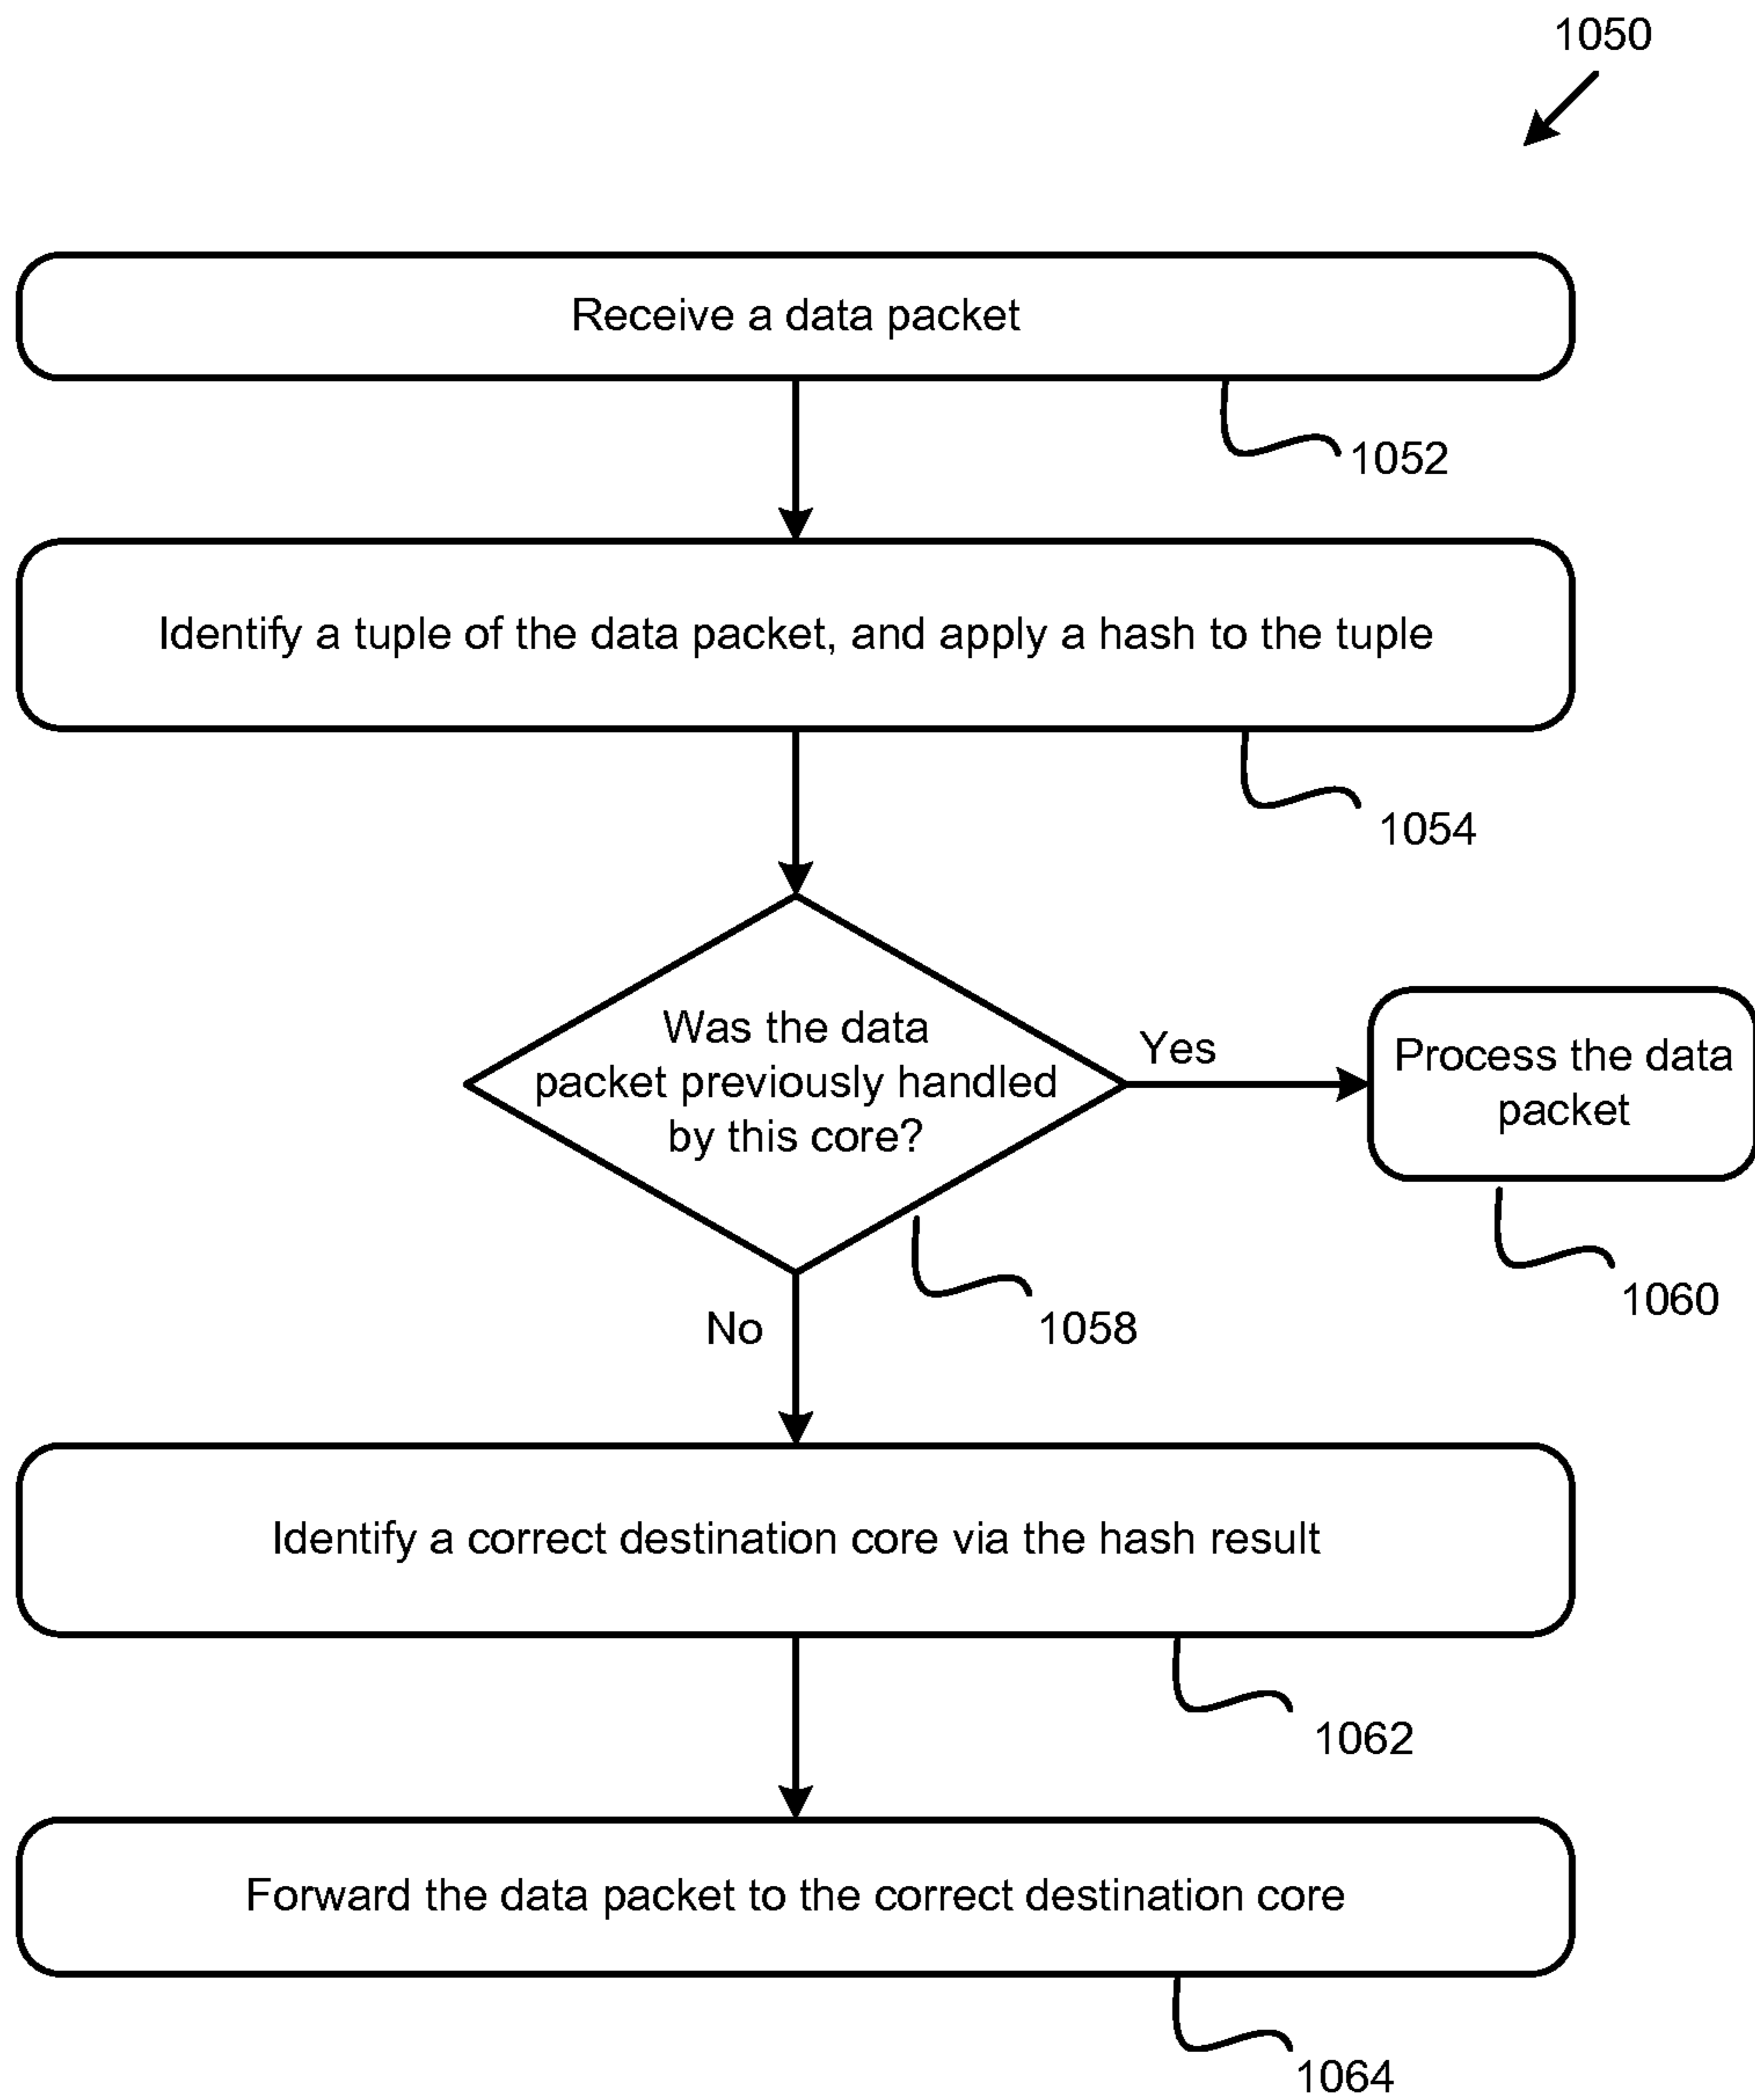 1050
Receive a data packet
1052
Identify a tuple of the data packet, and apply a hash to the tuple
1054
Was the data
packet previously handled
by this core?
Yes
Process the data
packet
1060
1058
No
Identify a correct destination core via the hash result
1062
Forward the data packet to the correct destination core
1064